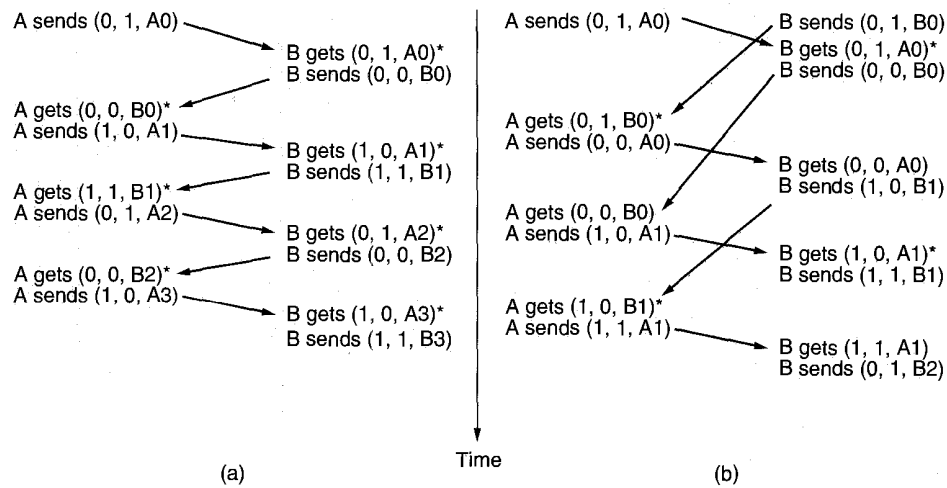 A sends (0, 1, A0)
B gets (0, 1, A0)*
B sends (0, 0, B0)
A gets (0, 0, B0)*
A sends (1, 0, A1)
B gets (1, 0, A1)*
B sends (1, 1, B1)
A gets (1, 1, B1)*
A sends (0, 1, A2)
B gets (0, 1, A2)*
B sends (0, 0, B2)
A gets (0, 0, B2)*
A sends (1, 0, A3)
B gets (1, 0, A3)*
B sends (1, 1, B3)
(a)
Time
A sends (0, 1, A0)
B sends (0, 1, B0)
B gets (0, 1, A0)*
B sends (0, 0, B0)
A gets (0, 1, B0)*
A sends (0, 0, A0)
B gets (0, 0, A0)
B sends (1, 0, B1)
A gets (0, 0, B0)
A sends (1, 0, A1)
B gets (1, 0, A1)*
B sends (1, 1, B1)
A gets (1, 0, B1)*
A sends (1, 1, A1)
B gets (1, 1, A1)
B sends (0, 1, B2)
(b)